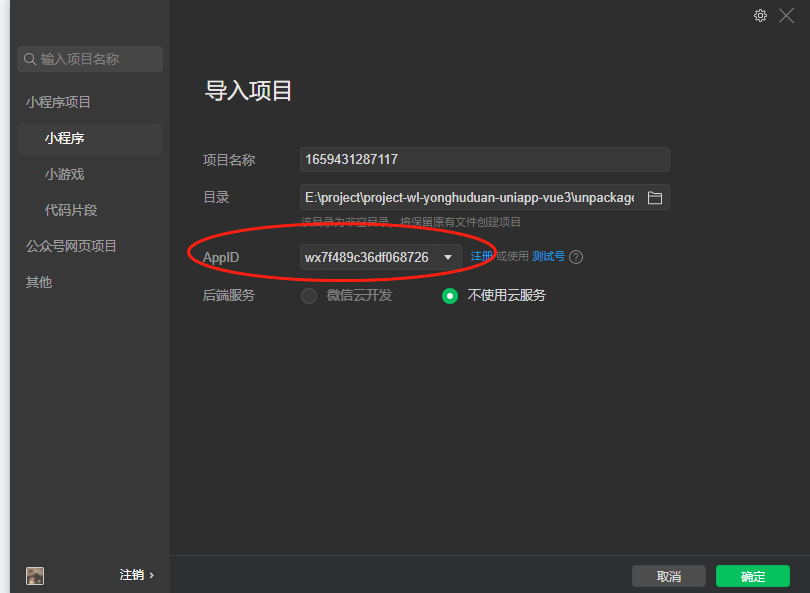 输入项目名称
小程序项目
小程序
小游戏
代码片段
公众号网页项目
其他
注销 ›
导入项目
项目名称 1659431287117
目录 E:\project\project-wl-yonghuduan-uniapp-vue3\unpackage
该目录为非空目录，将保留原有文件创建项目
AppID wx7f489c36df068726 注册 或使用 测试号 ?
后端服务 微信云开发 不使用云服务
取消 确定